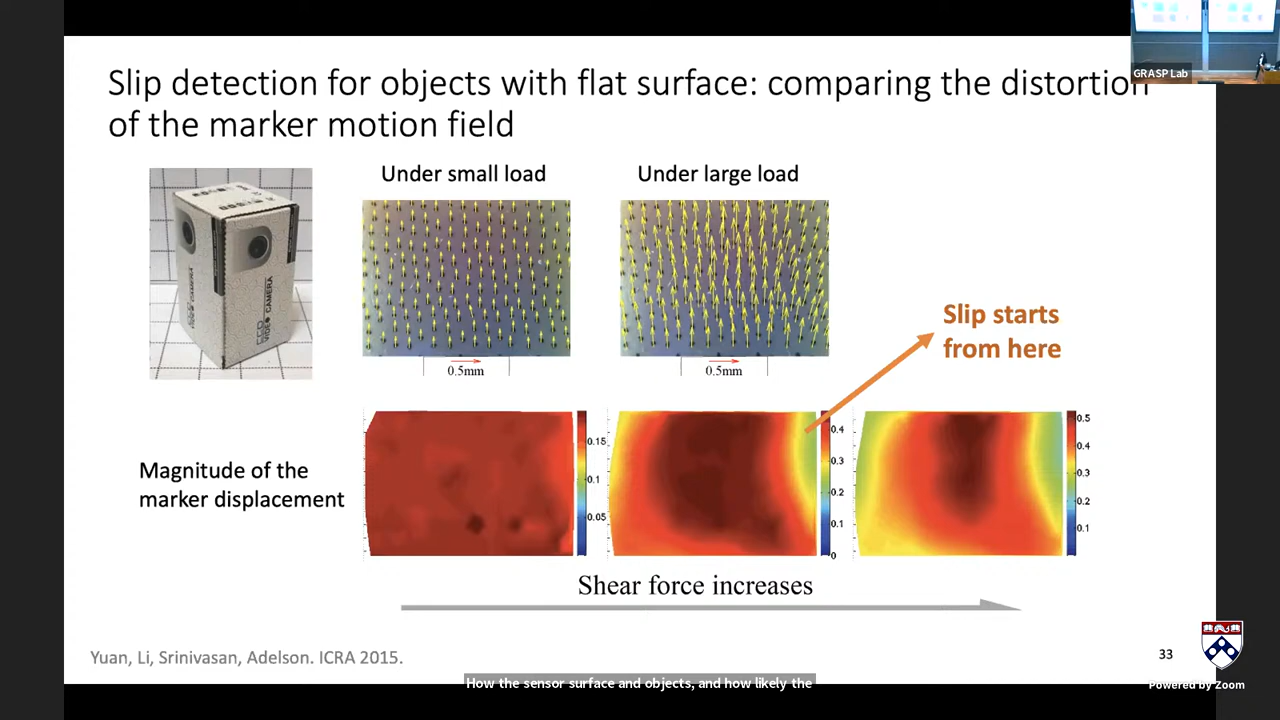 GRASP Lab
Slip detection for objects with flat surface: comparing the distortion
of the marker motion field
Under small load
Under large load
CCD
VIDEO CAMERA
0.5mm
0.5mm
Slip starts
from here
Magnitude of the
marker displacement
0.15
0.1
0.05
0.4
0.3
0.2
0.1
0
0.5
0.4
0.3
0.2
0.1
Shear force increases
Yuan, Li, Srinivasan, Adelson. ICRA 2015.
33
How the sensor surface and objects, and how likely the
Powered by Zoom